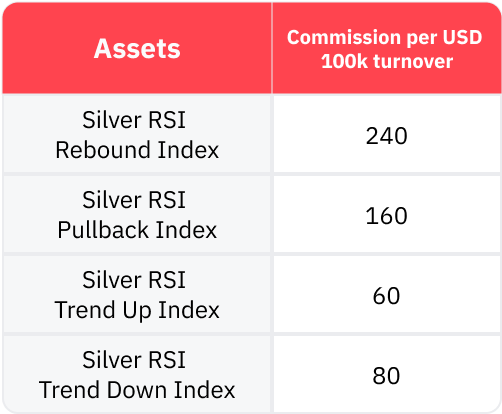 Assets
Commission per USD
100k turnover
Silver RSI
Rebound Index
240
Silver RSI
Pullback Index
160
Silver RSI
Trend Up Index
60
Silver RSI
Trend Down Index
80